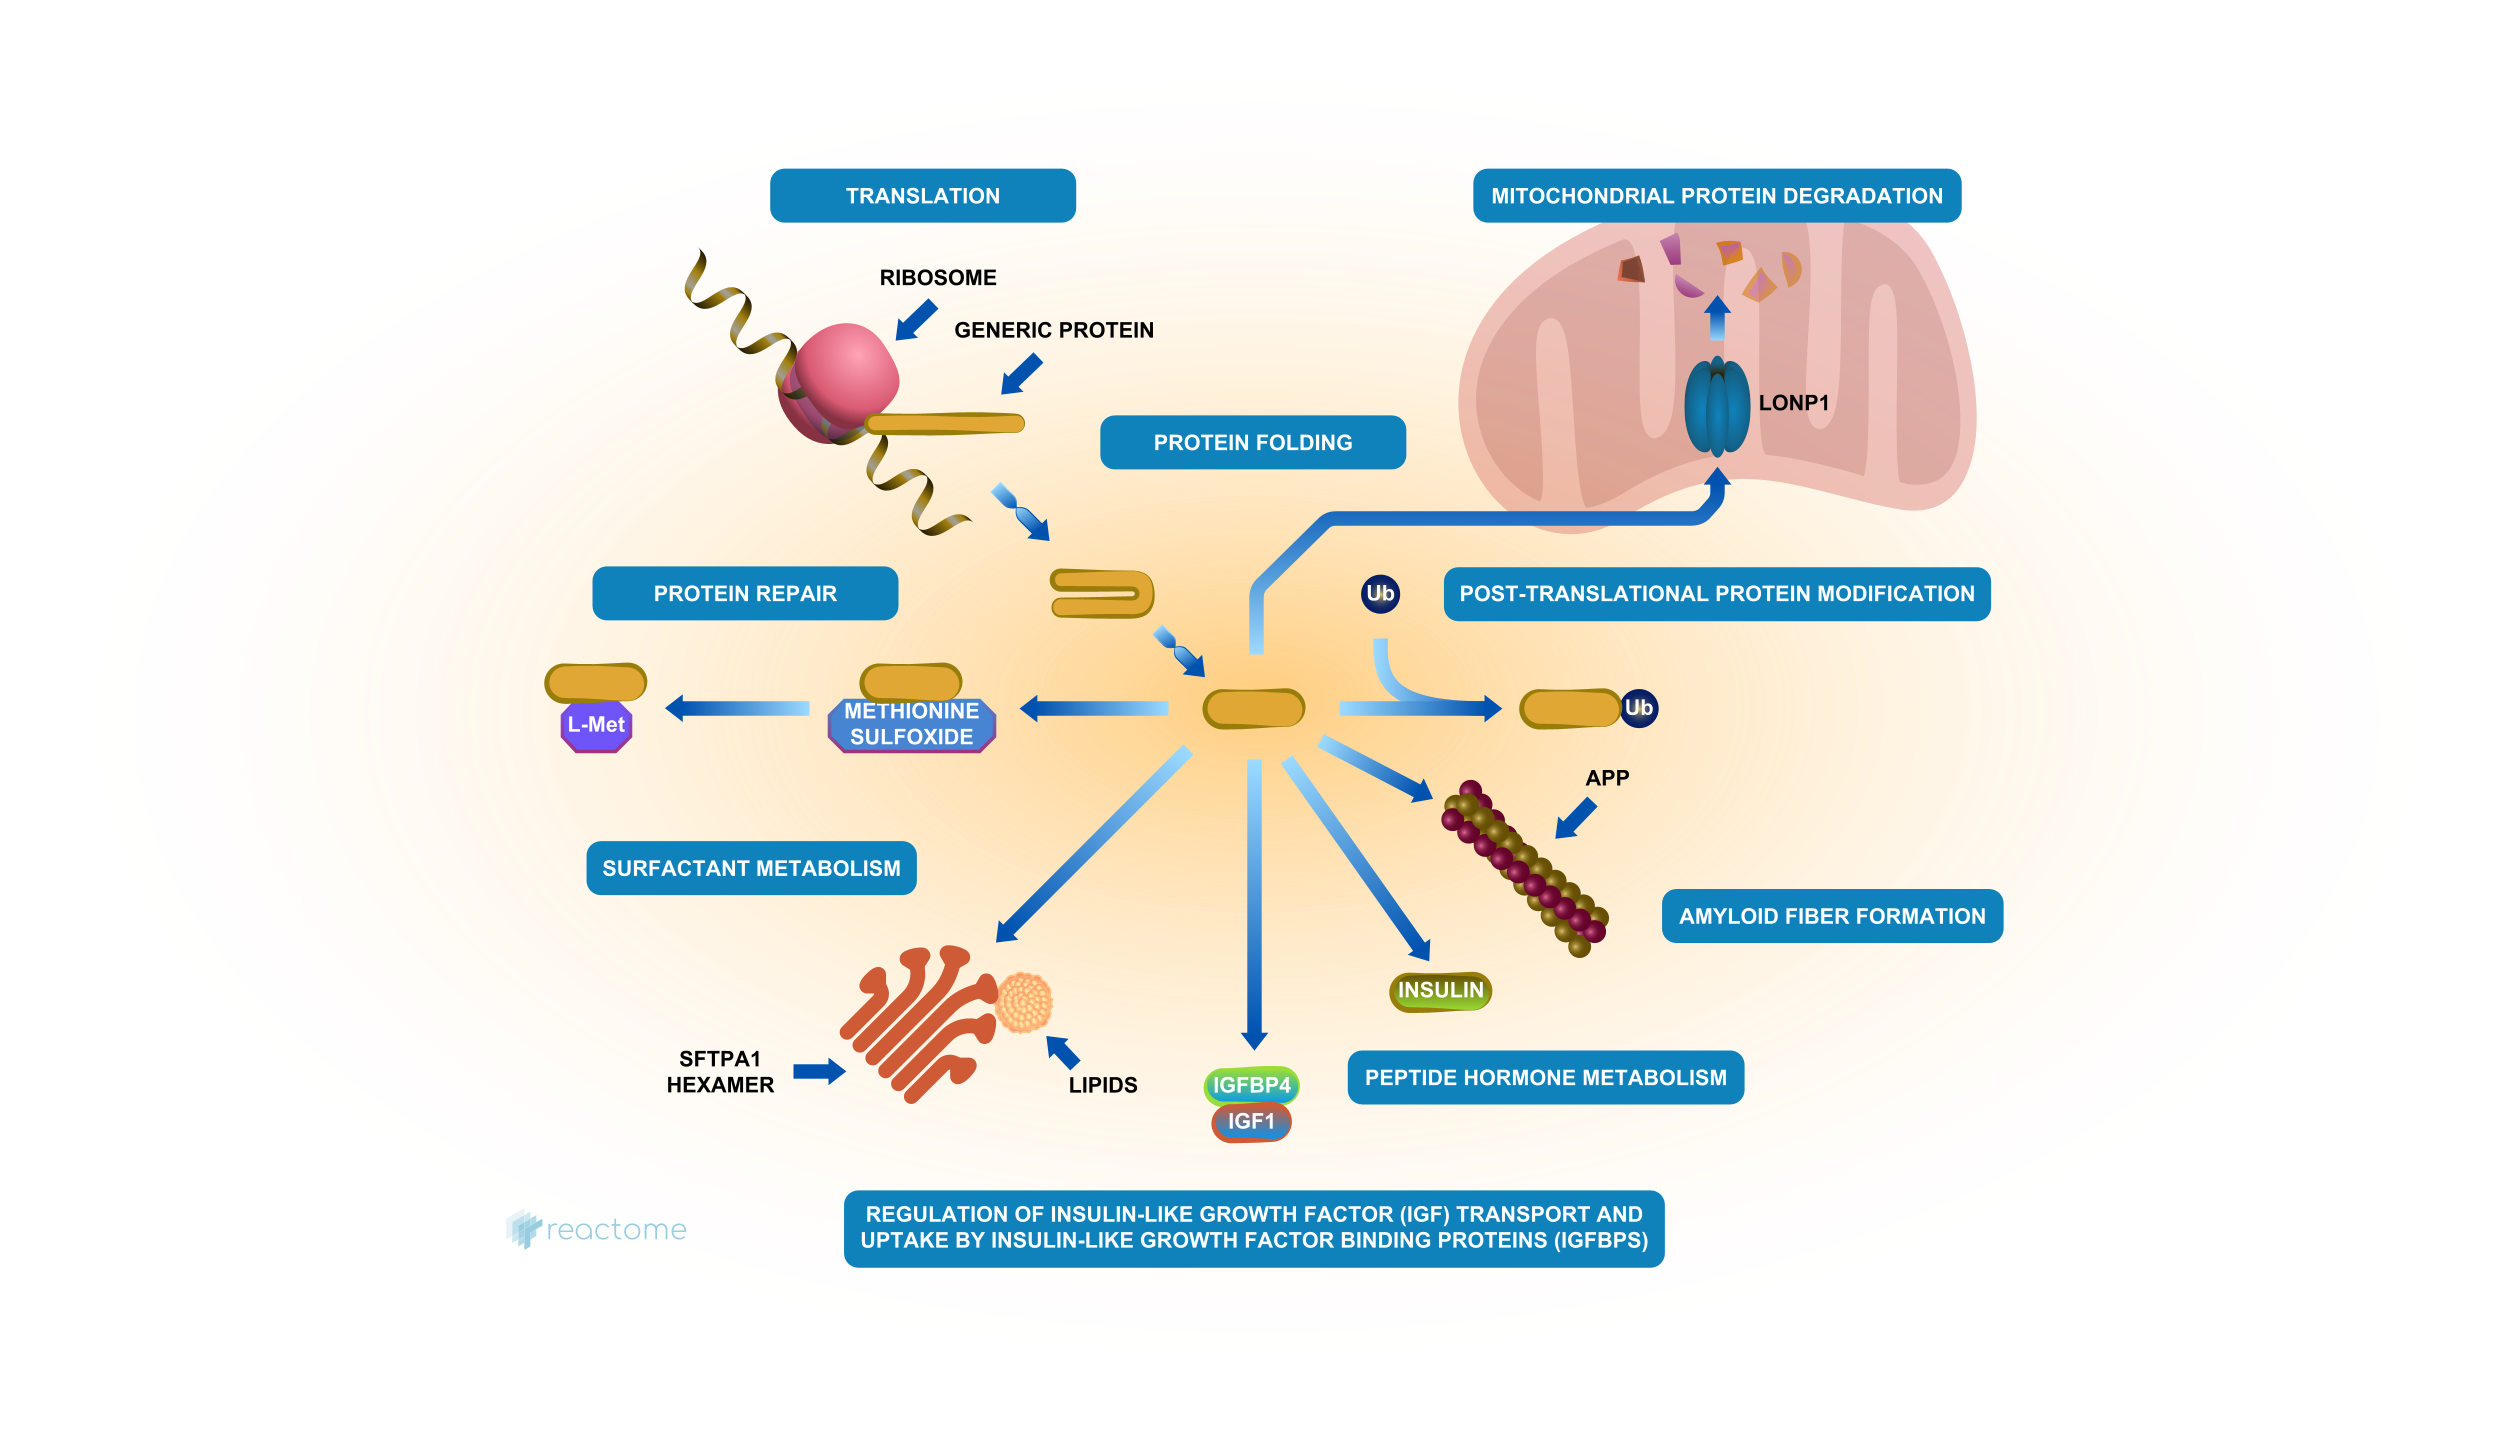 TRANSLATION
MITOCHONDRIAL PROTEIN DEGRADATION
RIBOSOME
GENERIC PROTEIN
LONP1
PROTEIN FOLDING
PROTEIN REPAIR
Ub
POST-TRANSLATIONAL PROTEIN MODIFICATION
L-Met
METHIONINE
SULFOXIDE
Ub
APP
SURFACTANT METABOLISM
AMYLOID FIBER FORMATION
INSULIN
SFTPA1
HEXAMER
LIPIDS
IGFBP4
IGF1
PEPTIDE HORMONE METABOLISM
REGULATION OF INSULIN-LIKE GROWTH FACTOR (IGF) TRANSPORT AND
UPTAKE BY INSULIN-LIKE GROWTH FACTOR BINDING PROTEINS (IGFBPS)
reactome